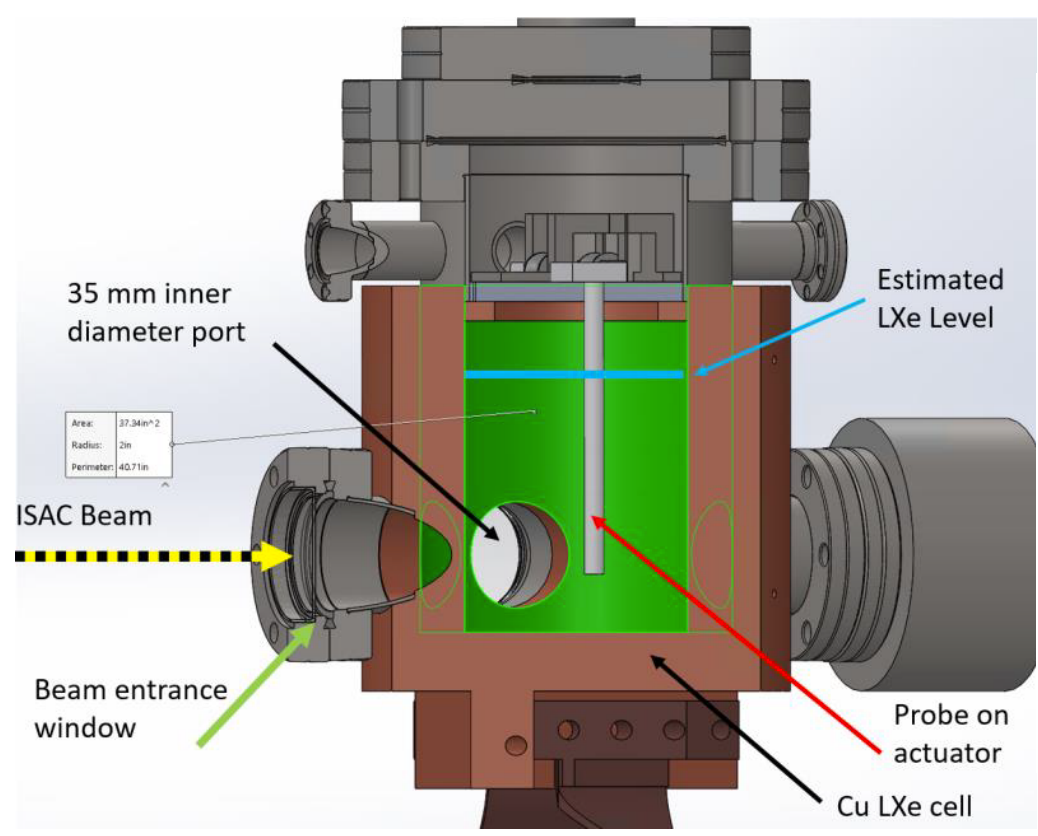 35 mm inner
diameter port
Estimated
LXe Level
Area: 37.34in^2
Radius: 2in
Perimeter: 40.71in
ISAC Beam
Beam entrance
window
Probe on
actuator
Cu LXe cell